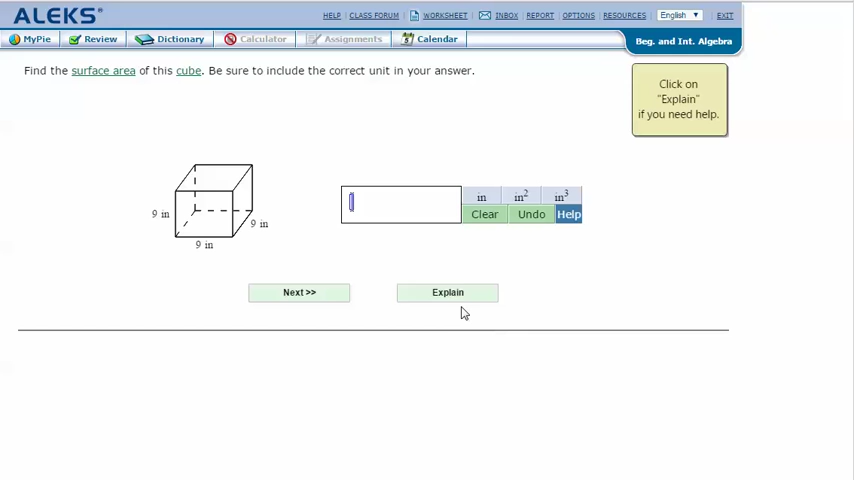 ALEKS®
HELP | CLASS FORUM | WORKSHEET INBOX | REPORT | OPTIONS | RESOURCES English ▼ EXIT
MyPie Review Dictionary Calculator Assignments 5 Calendar
Beg. and Int. Algebra
Find the surface area of this cube. Be sure to include the correct unit in your answer.
Click on
"Explain"
if you need help.
9 in
9 in
9 in
in in² in³
Clear Undo Help
Next >> Explain